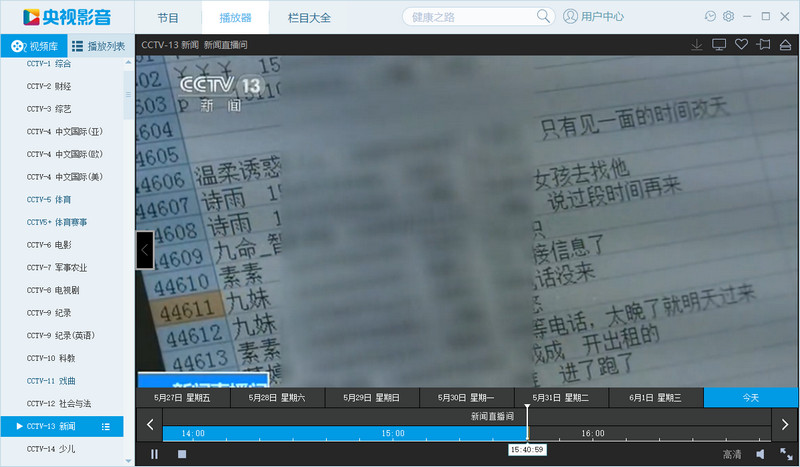 央视影音
节目
播放器
栏目大全
健康之路
用户中心
视频库
播放列表
CCTV-13 新闻 新闻直播间
CCTV-1 综合
CCTV-2 财经
CCTV-3 综艺
CCTV-4 中文国际(亚)
CCTV-4 中文国际(欧)
CCTV-4 中文国际(美)
CCTV-5 体育
CCTV5+ 体育赛事
CCTV-6 电影
CCTV-7 军事农业
CCTV-8 电视剧
CCTV-9 纪录
CCTV-9 纪录(英语)
CCTV-10 科教
CCTV-11 戏曲
CCTV-12 社会与法
CCTV-13 新闻
CCTV-14 少儿
CCTV 13
新闻
44604
只有见一面的时间改天
44605
44606 温柔诱惑 女孩去找他
44607 诗雨 说过段时间再来
44608 诗雨
44609 九命_智
接信息了
44610 素素 话没来
44611 九妹
44612 九妹 等电话，太晚了就明天过来
44613 素素 成成 开出租的
进了跑了
新闻直播间
5月27日 星期五
5月28日 星期六
5月29日 星期日
5月30日 星期一
5月31日 星期二
6月1日 星期三
今天
新闻直播间
14:00
15:00
16:00
15:40:59
高清